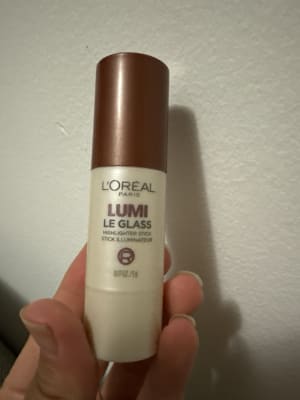 L'ORÉAL
PARIS
LUMI
LE GLASS
HIGHLIGHTER STICK
STICK ILLUMINATEUR